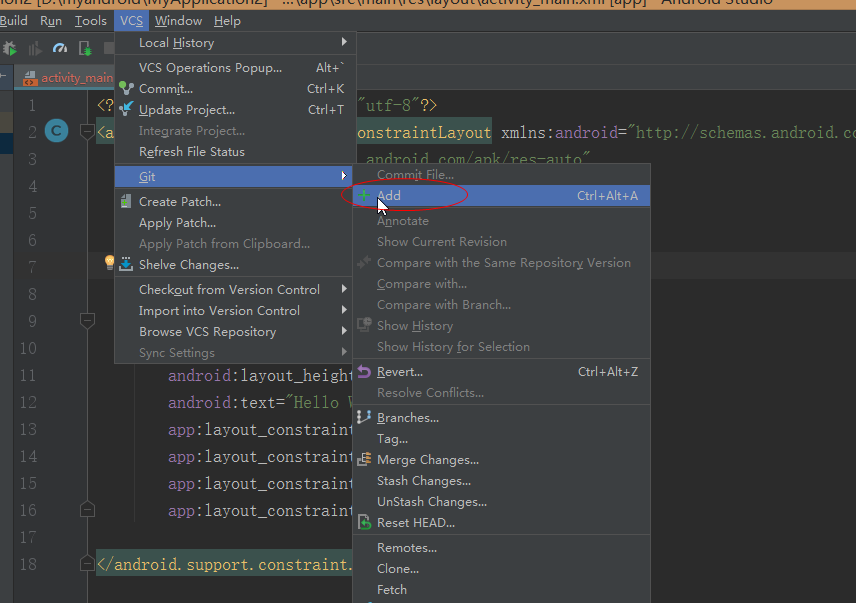 [D:\myandroid\MyApplication2] - ...\app\src\main\res\layout\activity_main.xml [app] - Android Studio
Build Run Tools VCS Window Help
activity_main
Local History
VCS Operations Popup... Alt+`
Commit... Ctrl+K
Update Project... Ctrl+T
Integrate Project...
Refresh File Status
Git
Create Patch...
Apply Patch...
Apply Patch from Clipboard...
Shelve Changes...
Checkout from Version Control
Import into Version Control
Browse VCS Repository
Sync Settings
Commit File...
Add Ctrl+Alt+A
Annotate
Show Current Revision
Compare with the Same Repository Version
Compare with...
Compare with Branch...
Show History
Show History for Selection
Revert... Ctrl+Alt+Z
Resolve Conflicts...
Branches...
Tag...
Merge Changes...
Stash Changes...
UnStash Changes...
Reset HEAD...
Remotes...
Clone...
Fetch
1 <? "utf-8"?>
2 C <a onstraintLayout xmlns:android="http://schemas.android.co
3 android.com/apk/res-auto"
4
5
6
7
8
9
10
11 android:layout_height
12 android:text="Hello W
13 app:layout_constraint
14 app:layout_constraint
15 app:layout_constraint
16 app:layout_constraint
17
18 </android.support.constraint.